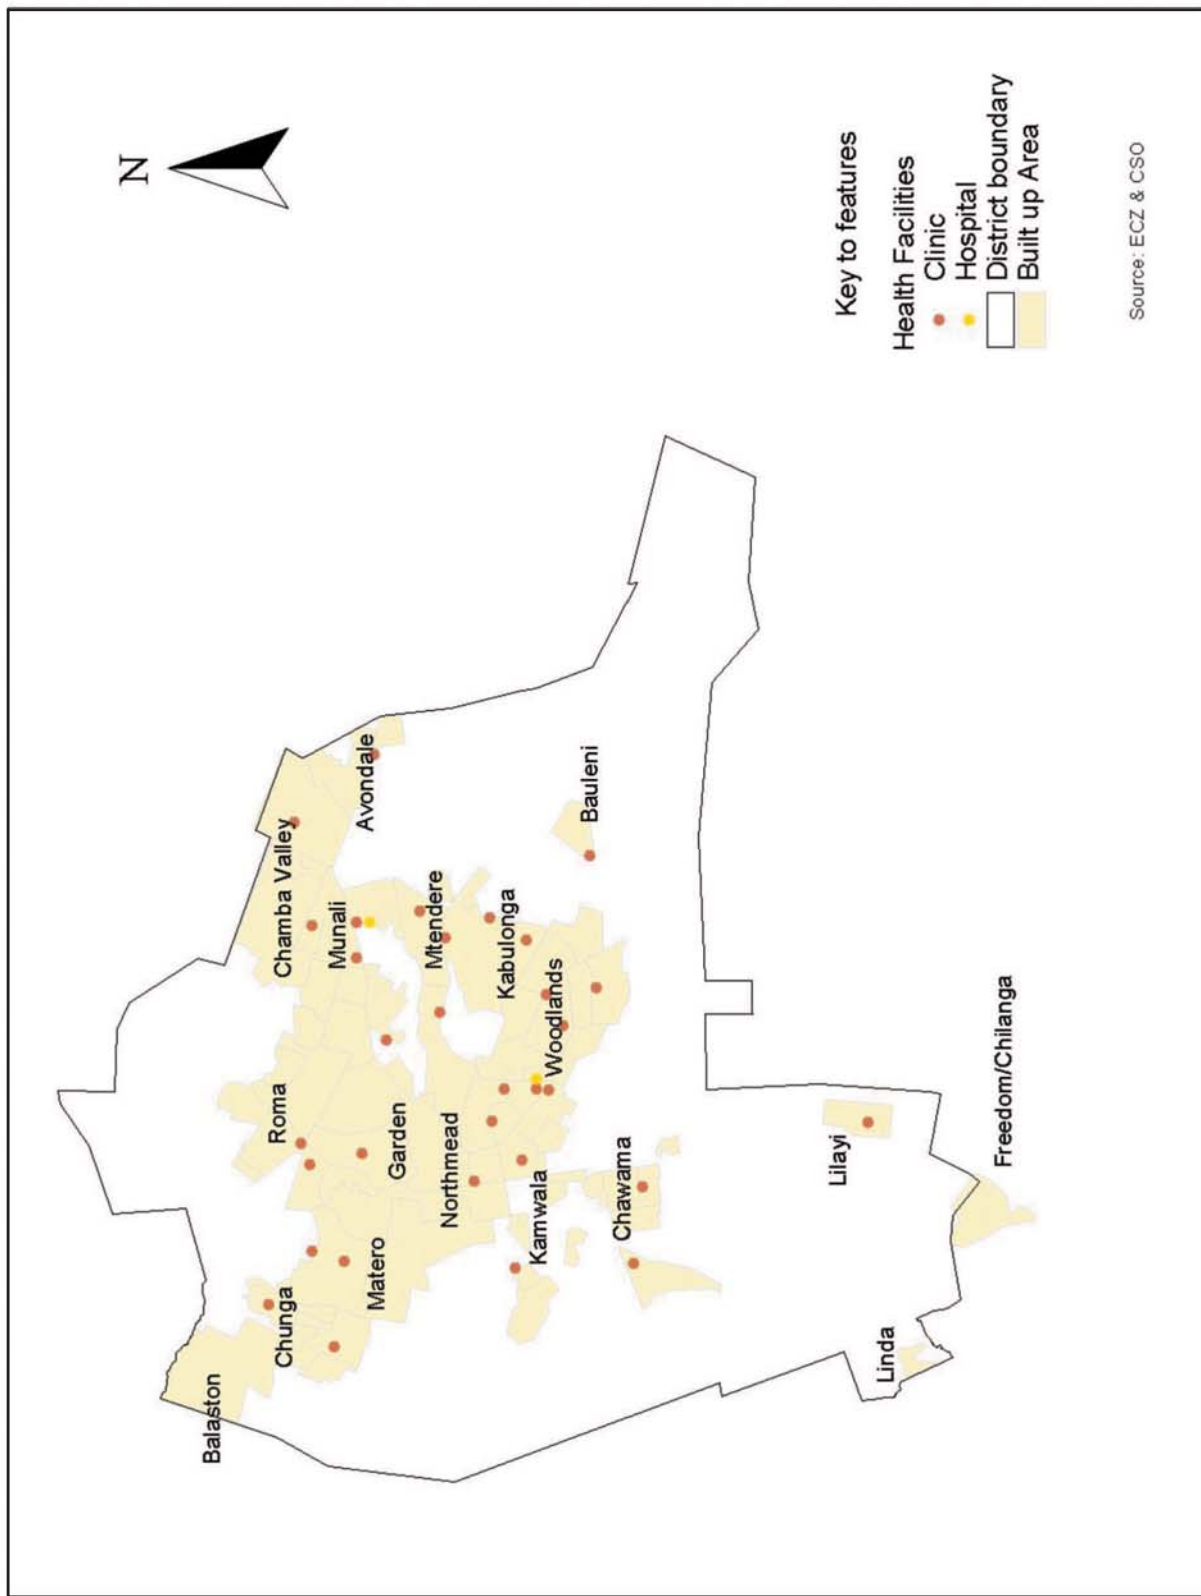 N
Balaston
Chunga
Matero
Roma
Garden
Northmead
Kamwala
Chawama
Chamba Valley
Munali
Avondale
Mtendere
Kabulonga
Woodlands
Bauleni
Linda
Lilayi
Freedom/Chilanga
Key to features
Health Facilities
Clinic
Hospital
District boundary
Built up Area
Source: ECZ & CSO